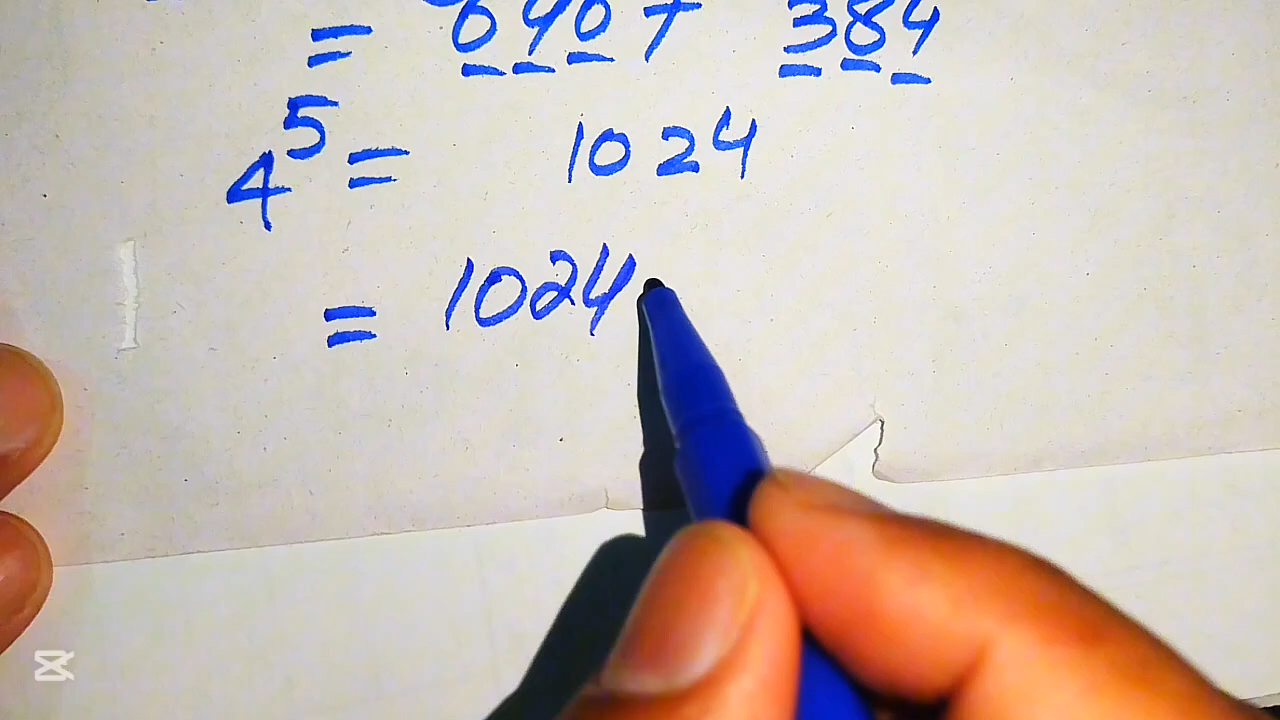 = 640 + 384
4⁵ = 1024
= 1024